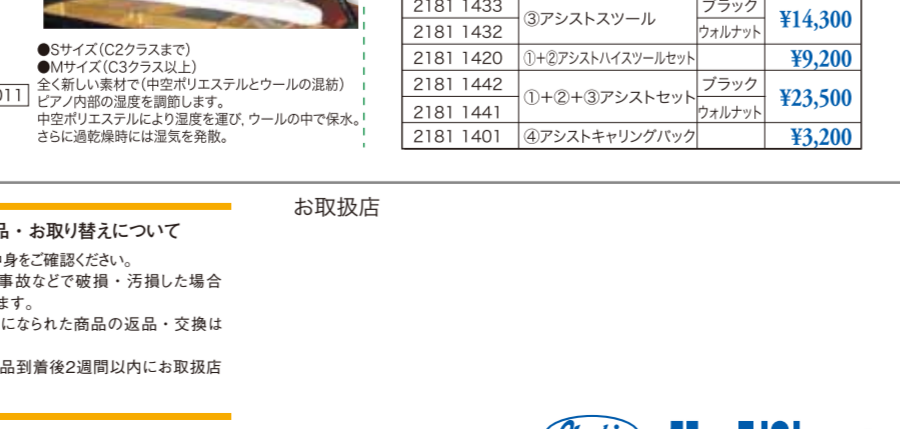 ●Sサイズ(C2クラスまで)
●Mサイズ(C3クラス以上)
全く新しい素材で(中空ポリエステルとウールの混紡)
ピアノ内部の湿度を調節します。
中空ポリエステルにより湿度を運び, ウールの中で保水。
さらに過乾燥時には湿気を発散。
011
2181 1433 ③アシストスツール ブラック ¥14,300
2181 1432 ウォルナット
2181 1420 ①+②アシストハイスツールセット ¥9,200
2181 1442 ①+②+③アシストセット ブラック ¥23,500
2181 1441 ウォルナット
2181 1401 ④アシストキャリングバック ¥3,200
品・お取り替えについて
身をご確認ください。
事故などで破損・汚損した場合
ます。
になられた商品の返品・交換は
品到着後2週間以内にお取扱店
お取扱店